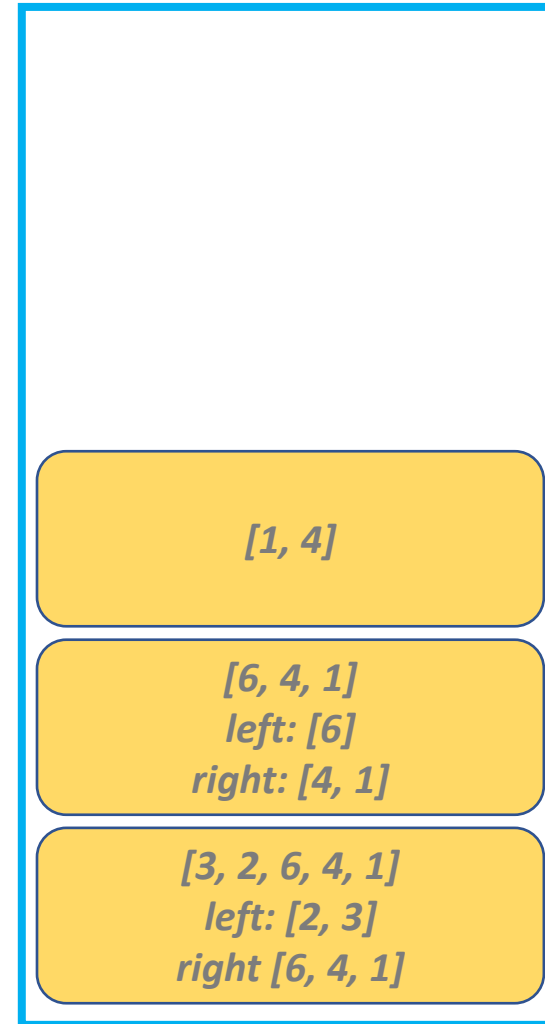 [1, 4]
[6, 4, 1]
left: [6]
right: [4, 1]
[3, 2, 6, 4, 1]
left: [2, 3]
right [6, 4, 1]